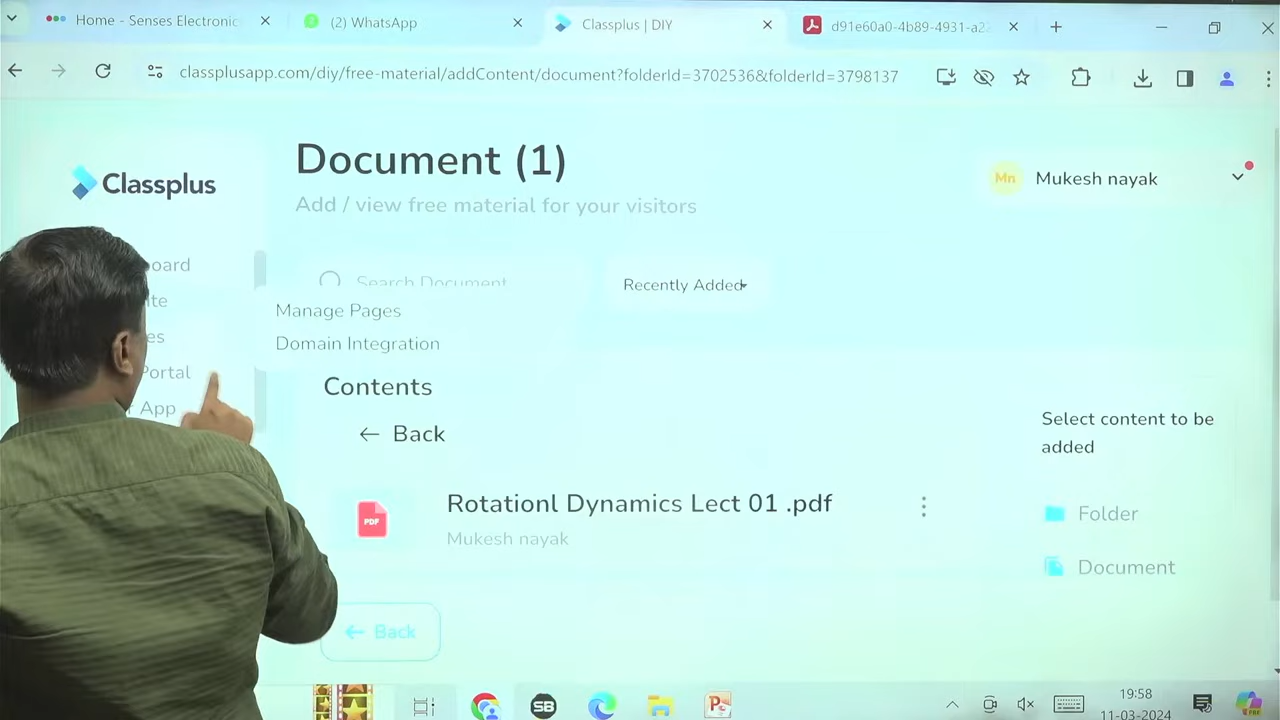 Home - Senses Electronic
(2) WhatsApp
Classplus | DIY
d91e60a0-4b89-4931-a22
classplusapp.com/diy/free-material/addContent/document?folderId=3702536&folderId=3798137
Classplus
Document (1)
Add / view free material for your visitors
Mn
Mukesh nayak
oard
ite
es
Portal
App
Search Document
Recently Added
Manage Pages
Domain Integration
Contents
← Back
Select content to be
added
PDF
Rotationl Dynamics Lect 01 .pdf
Mukesh nayak
Folder
Document
← Back
SB
19:58
11-03-2024